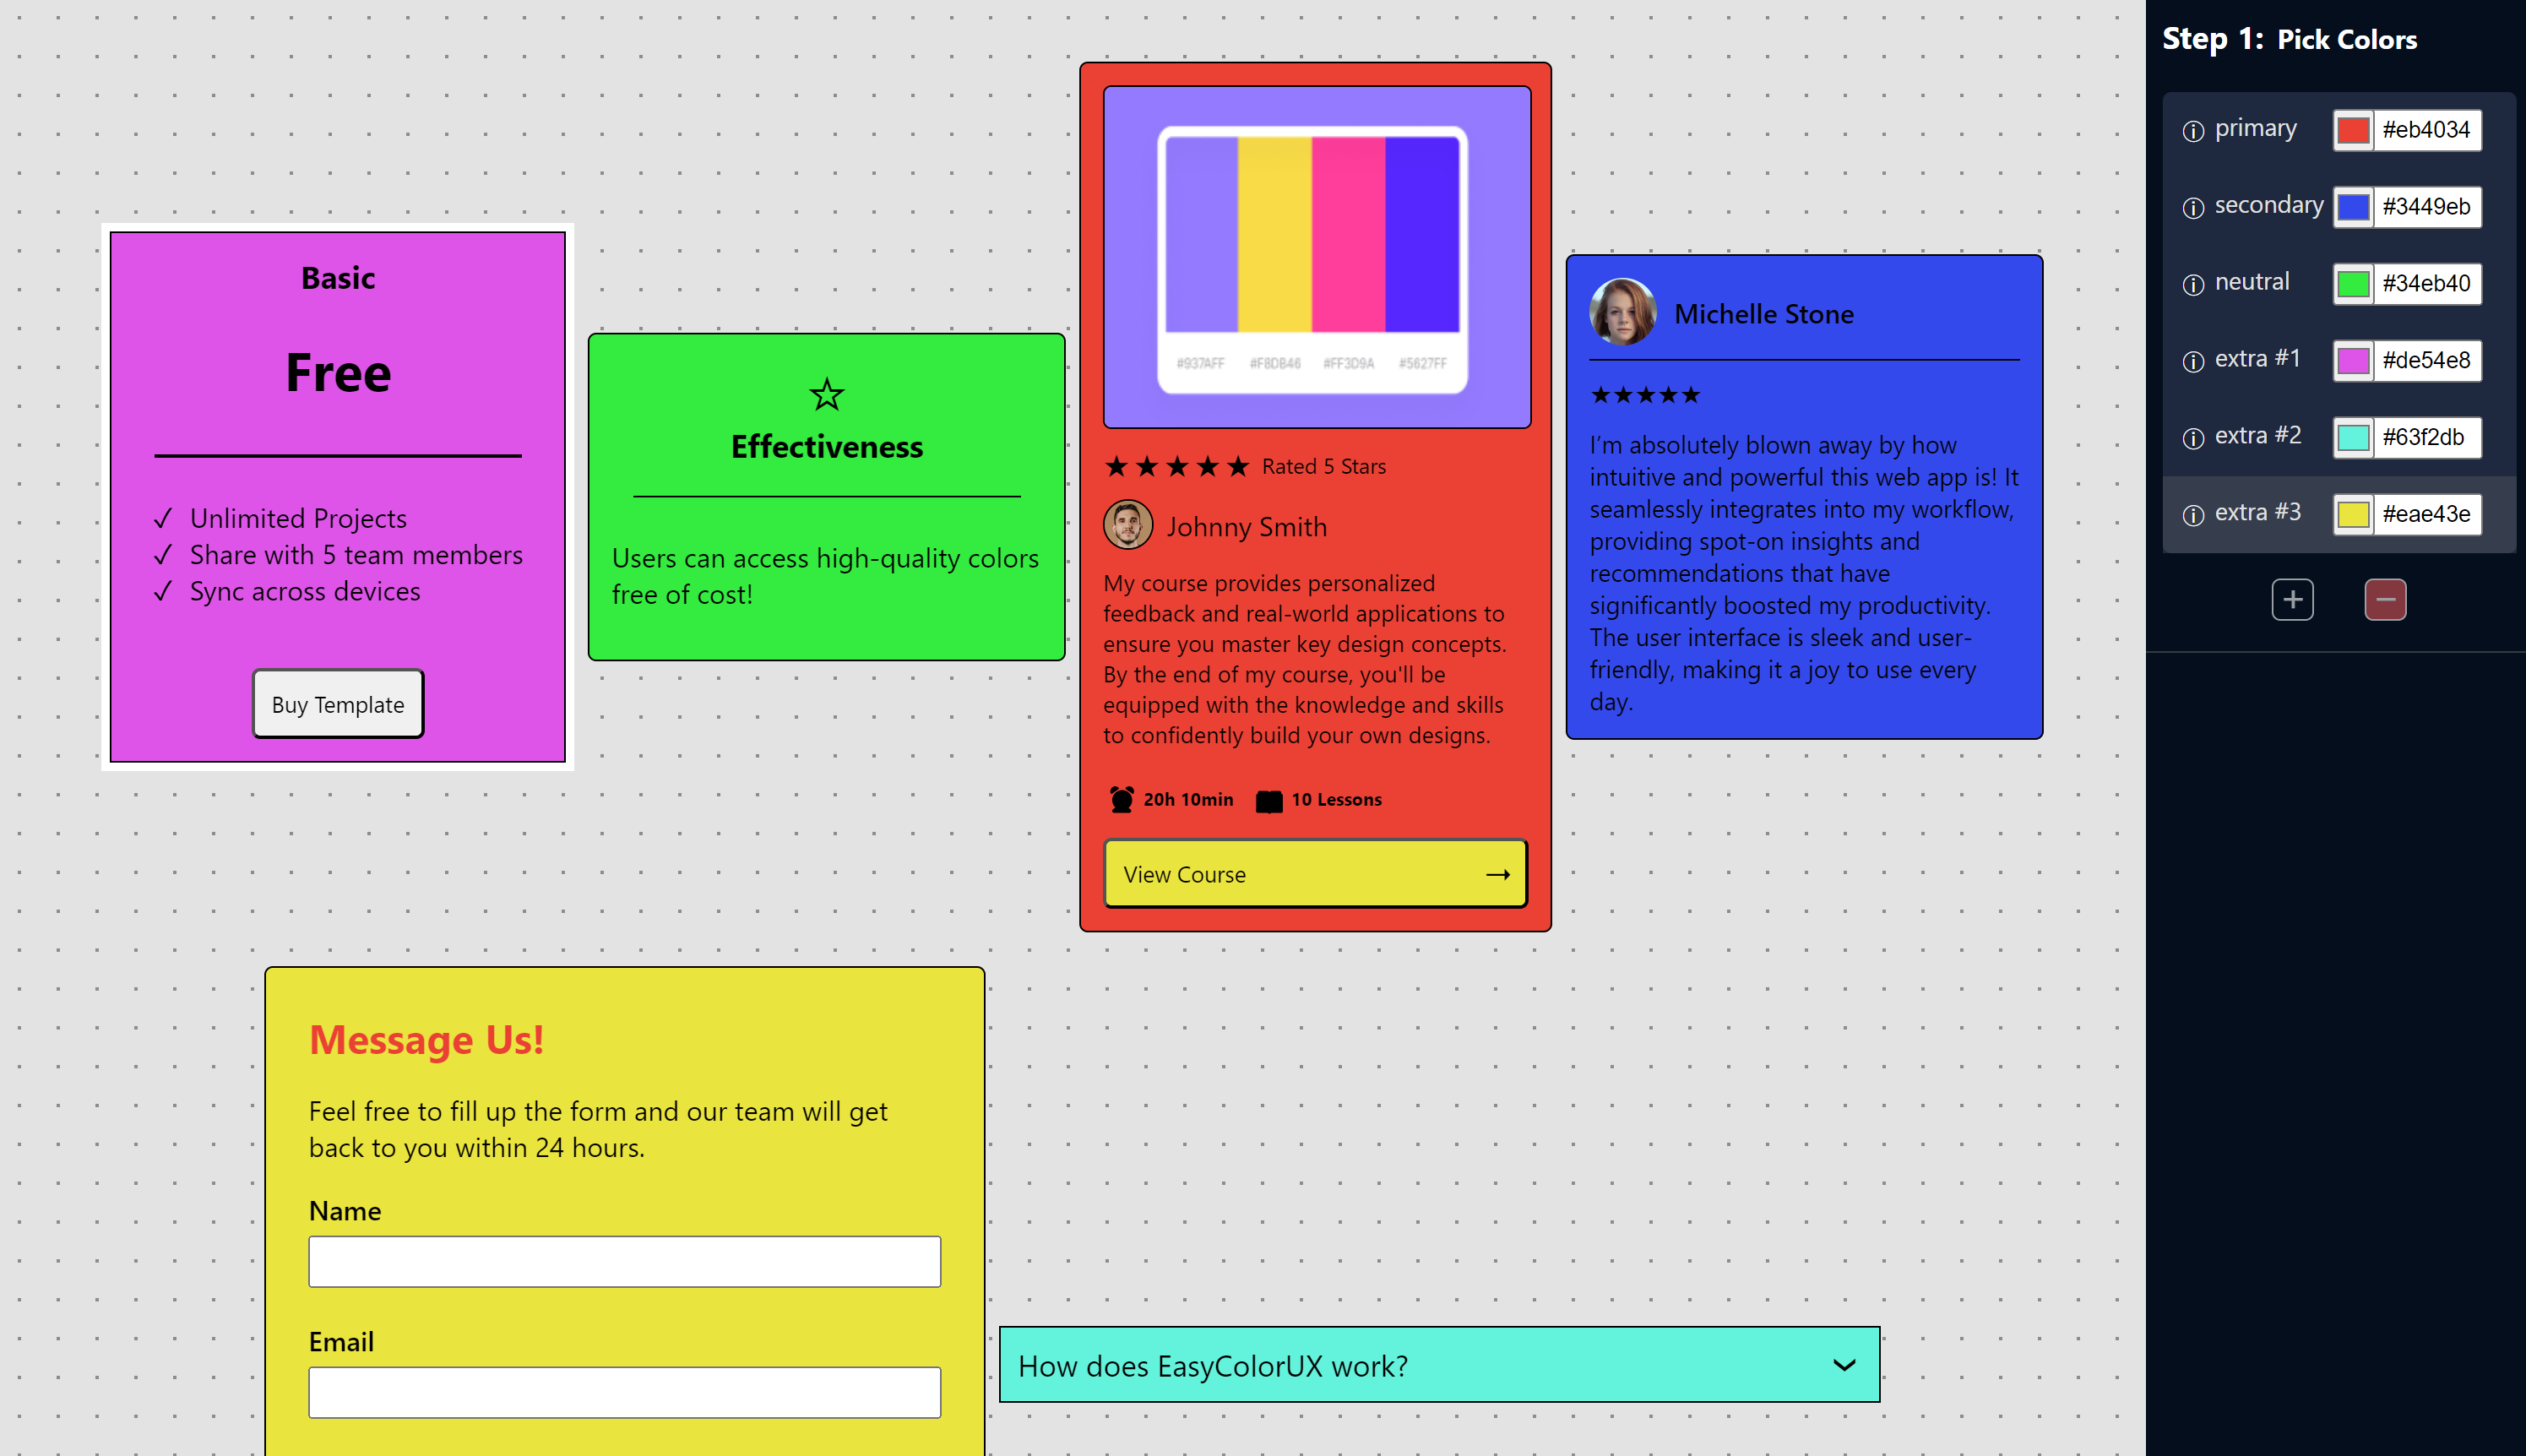 Basic
Free
✓ Unlimited Projects
✓ Share with 5 team members
✓ Sync across devices
Buy Template
Effectiveness
Users can access high-quality colors
free of cost!
#937AFF #F8DB46 #FF3D9A #5627FF
★★★★★ Rated 5 Stars
Johnny Smith
My course provides personalized
feedback and real-world applications to
ensure you master key design concepts.
By the end of my course, you'll be
equipped with the knowledge and skills
to confidently build your own designs.
20h 10min 10 Lessons
View Course →
Michelle Stone
★★★★★
I’m absolutely blown away by how
intuitive and powerful this web app is! It
seamlessly integrates into my workflow,
providing spot-on insights and
recommendations that have
significantly boosted my productivity.
The user interface is sleek and user-
friendly, making it a joy to use every
day.
Message Us!
Feel free to fill up the form and our team will get
back to you within 24 hours.
Name
Email
How does EasyColorUX work?
Step 1: Pick Colors
primary #eb4034
secondary #3449eb
neutral #34eb40
extra #1 #de54e8
extra #2 #63f2db
extra #3 #eae43e